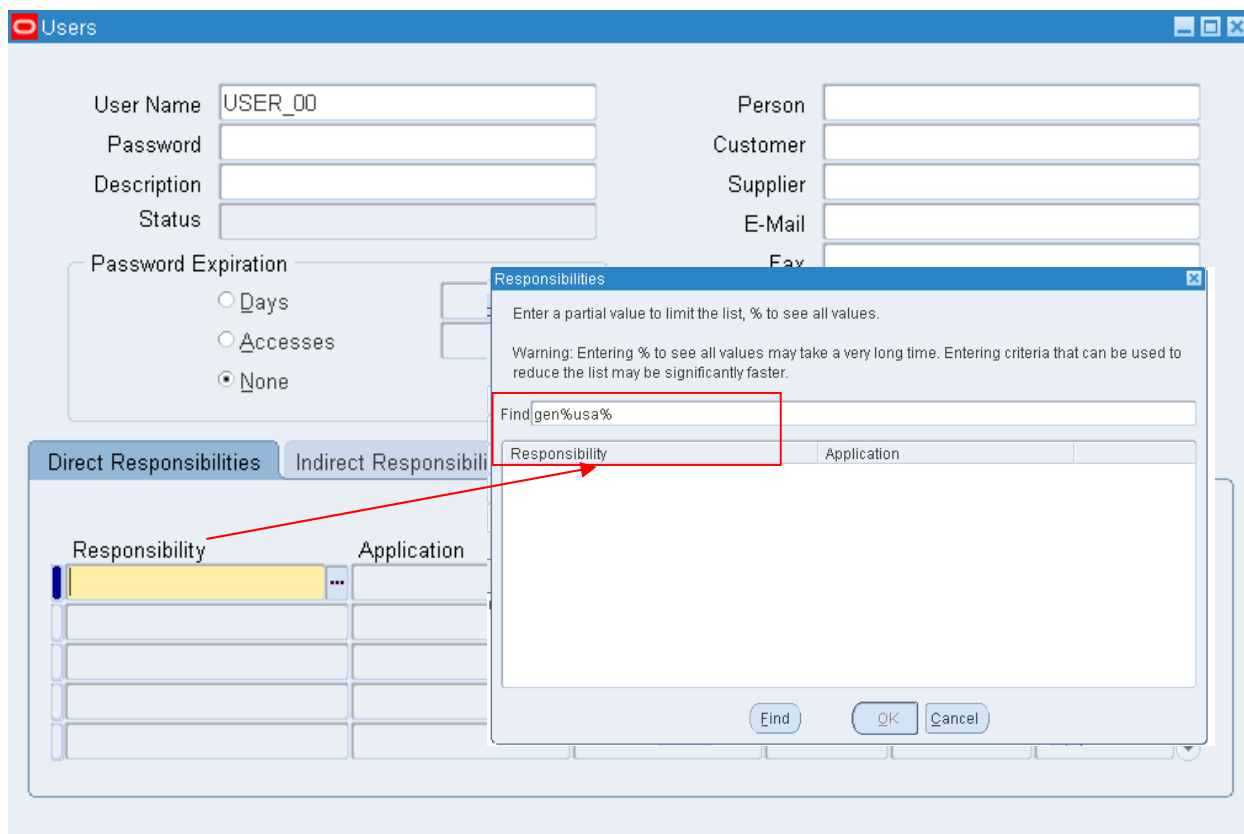 Users
User Name USER_00 Person
Password Customer
Description Supplier
Status E-Mail
Password Expiration Fax
Days
Accesses
None
Responsibilities
Enter a partial value to limit the list, % to see all values.
Warning: Entering % to see all values may take a very long time. Entering criteria that can be used to
reduce the list may be significantly faster.
Find gen%usa%
Responsibility Application
Find OK Cancel
Direct Responsibilities Indirect Responsibili
Responsibility Application
...